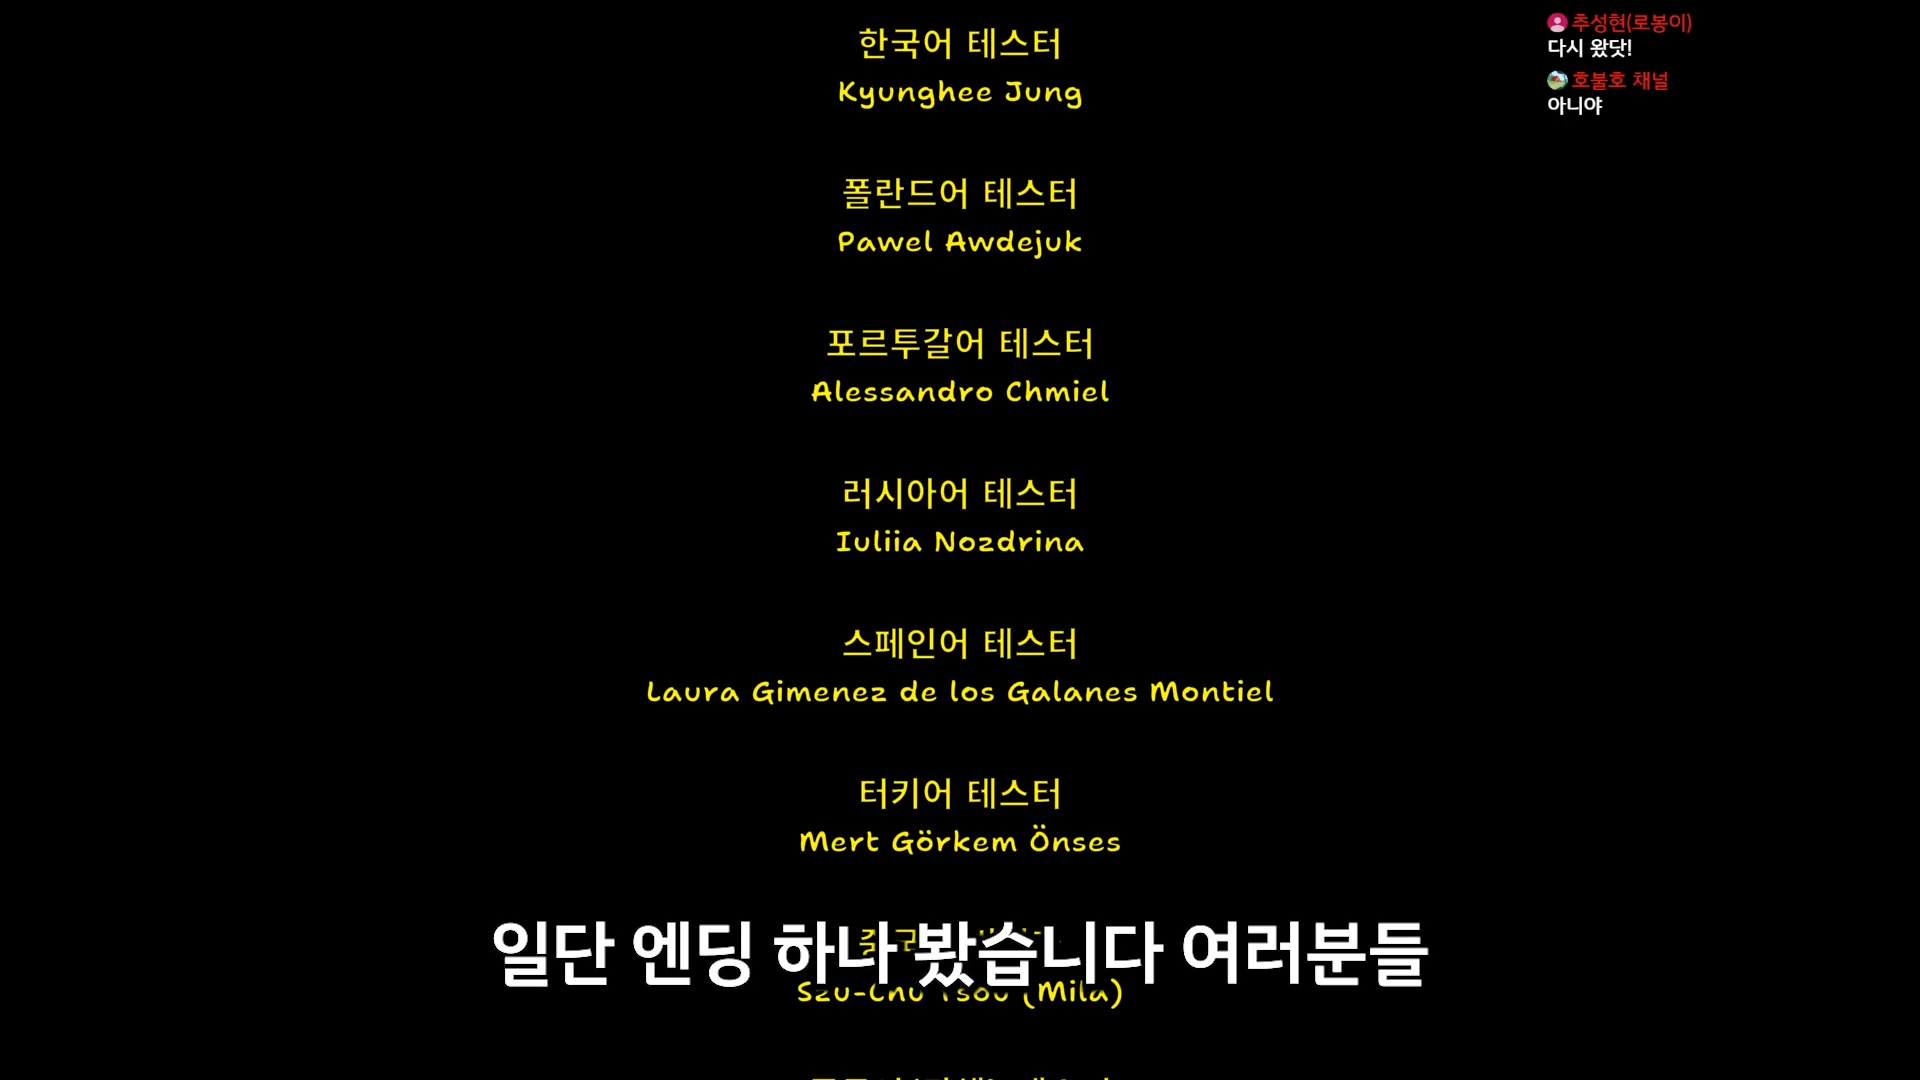 한국어 테스터
Kyunghee Jung
폴란드어 테스터
Pawel Awdejuk
포르투갈어 테스터
Alessandro Chmiel
러시아어 테스터
Iuliia Nozdrina
스페인어 테스터
Laura Gimenez de los Galanes Montiel
터키어 테스터
Mert Görkem Önses
일단 엔딩 하나 봤습니다 여러분들
Szu-Chu Tsou (Mila)
추성현(로봉이)
다시 왔닷!
호불호 채널
아니야